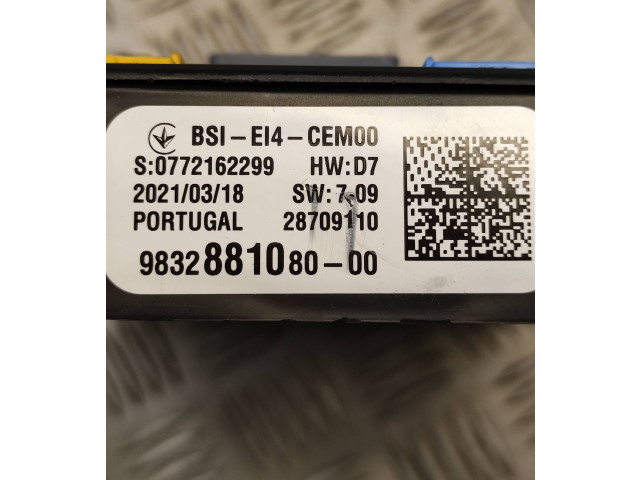 BSI-EI4-CEM00
S:0772162299 HW:D7
2021/03/18 SW:7.09
PORTUGAL 28709110
9832881080-00